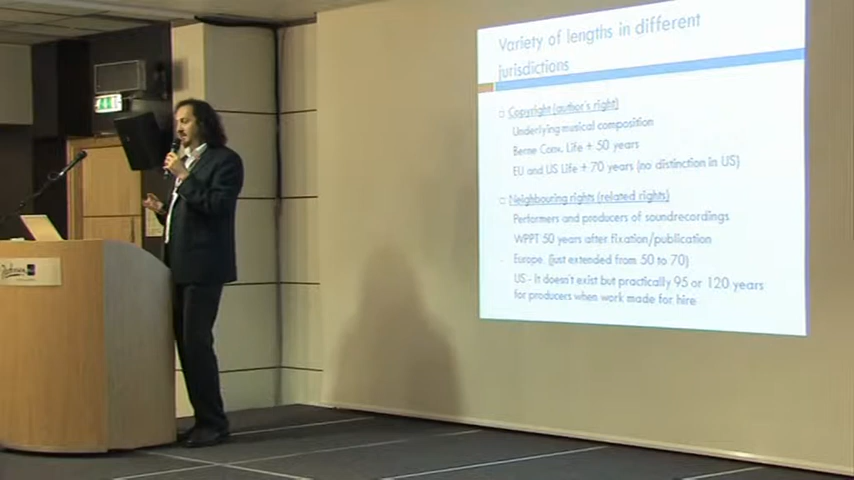 Variety of lengths in different
jurisdictions
Copyright (author's right)
Underlying musical composition
Berne Conv. Life + 50 years
EU and US Life + 70 years (no distinction in US)
Neighbouring rights (related rights)
Performers and producers of soundrecordings
WPPT 50 years after fixation/publication
Europe (just extended from 50 to 70)
US - It doesn't exist but practically 95 or 120 years
for producers when work made for hire
Radisson
BLU